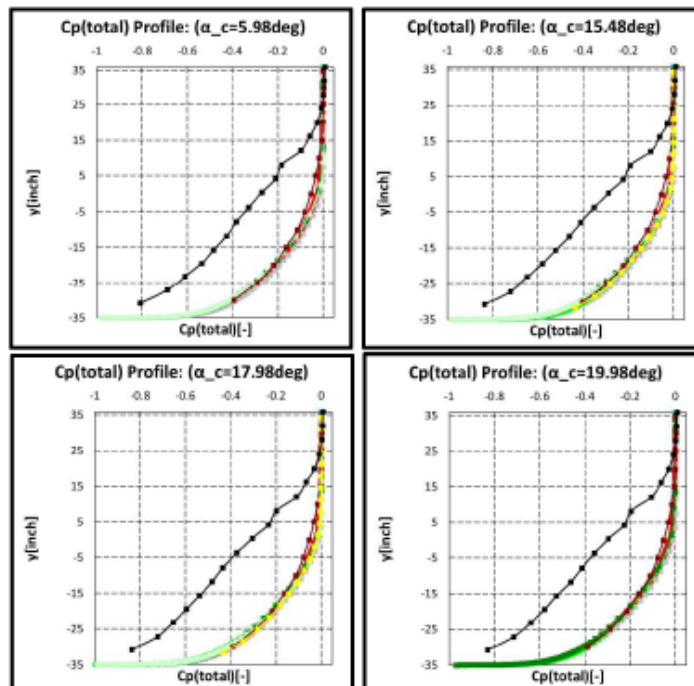 Cp(total) Profile: (α_c=5.98deg)
-1 -0.8 -0.6 -0.4 -0.2 0
35
25
15
5
-5
-15
-25
-35
y[inch]
Cp(total)[-]
Cp(total) Profile: (α_c=15.48deg)
-1 -0.8 -0.6 -0.4 -0.2 0
35
25
15
5
-5
-15
-25
-35
y[inch]
Cp(total)[-]
Cp(total) Profile: (α_c=17.98deg)
-1 -0.8 -0.6 -0.4 -0.2 0
35
25
15
5
-5
-15
-25
-35
y[inch]
Cp(total)[-]
Cp(total) Profile: (α_c=19.98deg)
-1 -0.8 -0.6 -0.4 -0.2 0
35
25
15
5
-5
-15
-25
-35
y[inch]
Cp(total)[-]